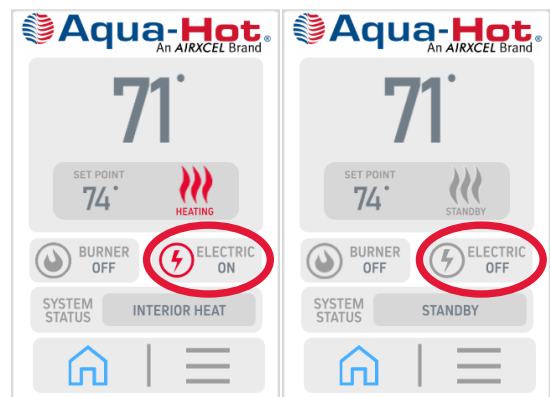 Aqua-Hot.
An AIRXCEL Brand
71°
SET POINT
74°
HEATING
BURNER
OFF
ELECTRIC
ON
SYSTEM
STATUS
INTERIOR HEAT
Aqua-Hot.
An AIRXCEL Brand
71°
SET POINT
74°
STANDBY
BURNER
OFF
ELECTRIC
OFF
SYSTEM
STATUS
STANDBY